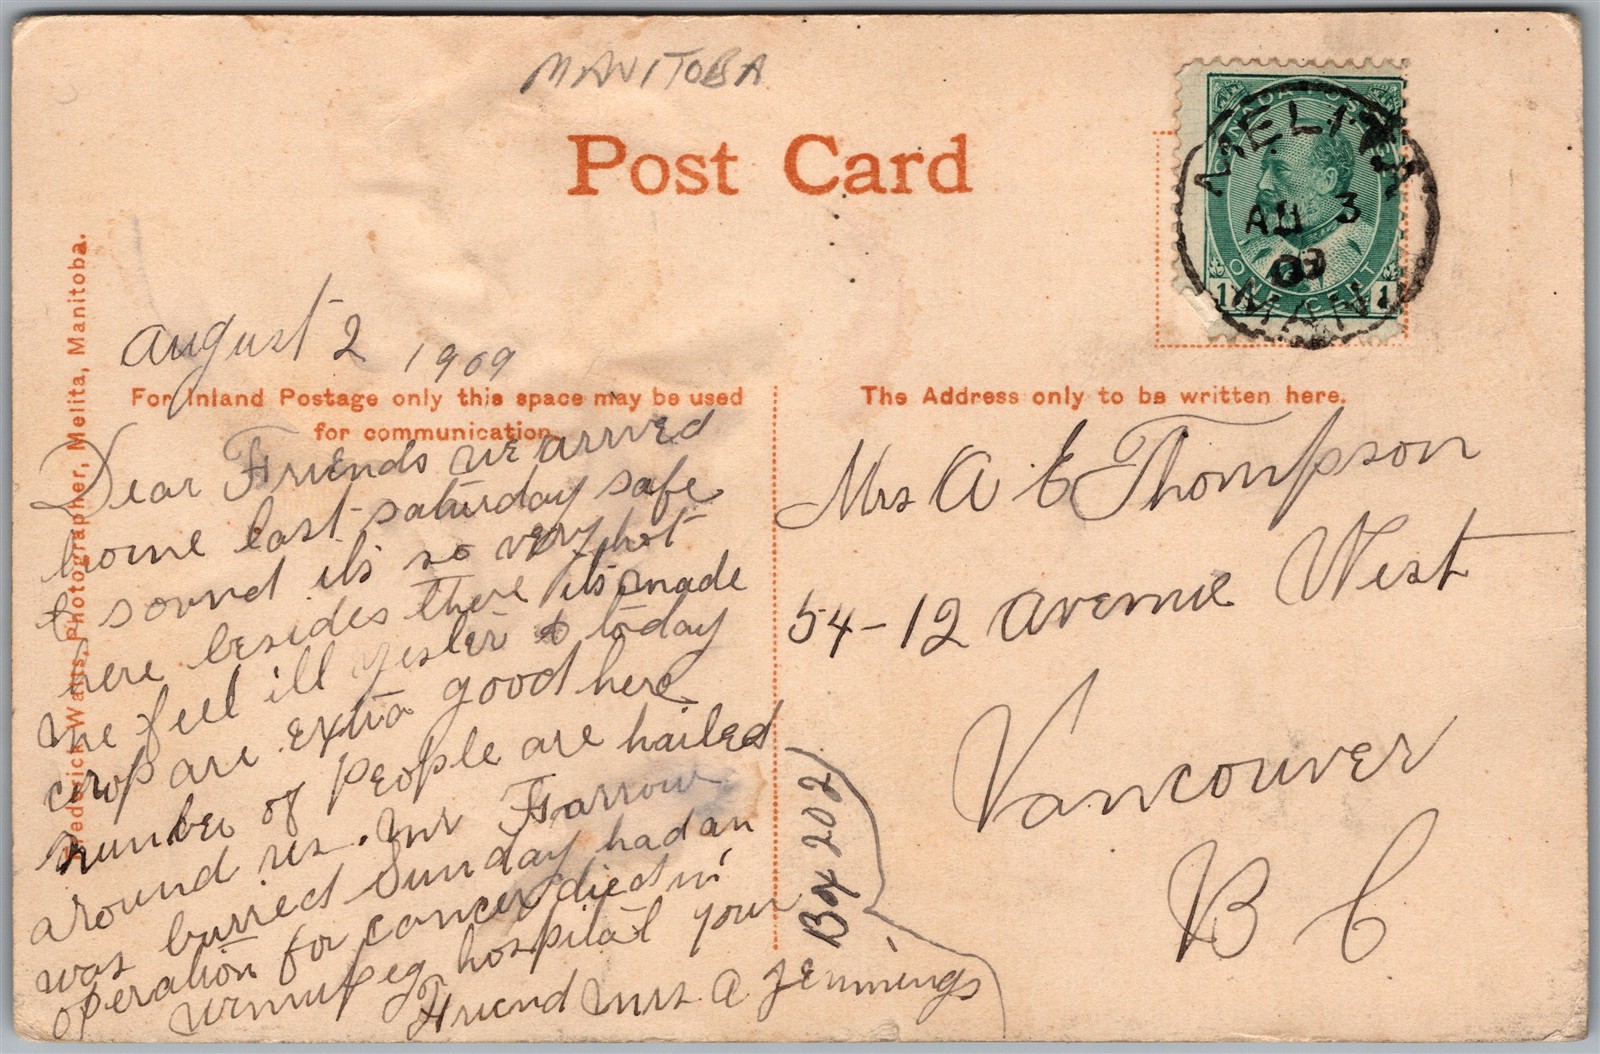 MANITOBA
Post Card
CANADA POSTAGE
ONE CENT
1 1
MELITA
AU 3
09
MAN
Frederick Watts, Photographer, Melita, Manitoba.
August 2 1909
For Inland Postage only this space may be used
for communication.
The Address only to be written here.
Dear Friends we arrived
home last saturday safe
& sound it's so very hot
here besides there its made
me feel ill yester & today
crop are extra good here
number of People are hailed
around us. Mr Farrow
was burried Sunday had an
operation for cancer died in
winnipeg hospital your
Friend Mrs. A Jennings
Box 202
Mrs A E Thompson
54-12 avenue West
Vancouver
B C